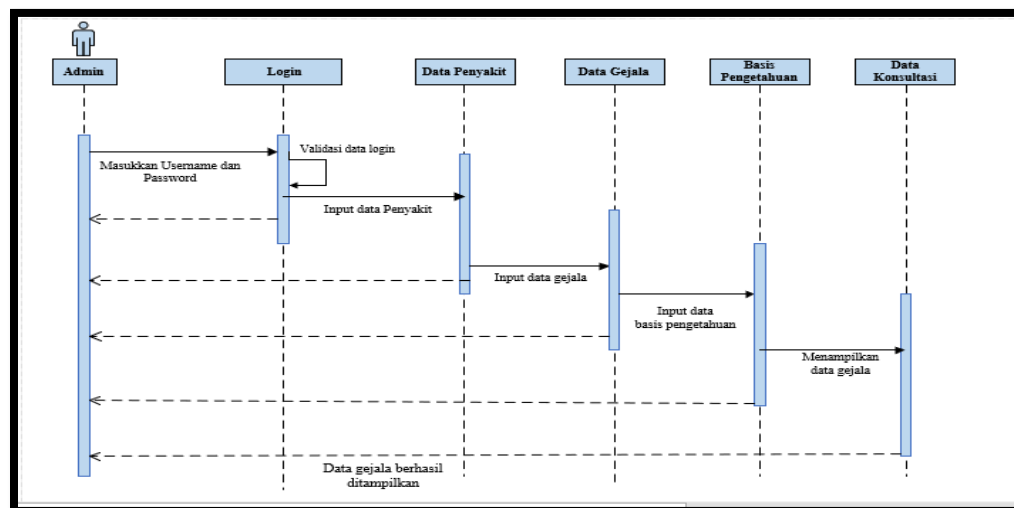 Admin
Login
Data Penyakit
Data Gejala
Basis
Pengetahuan
Data
Konsultasi
Masukkan Username dan
Password
Validasi data login
Input data Penyakit
Input data gejala
Input data
basis pengetahuan
Menampilkan
data gejala
Data gejala berhasil
ditampilkan